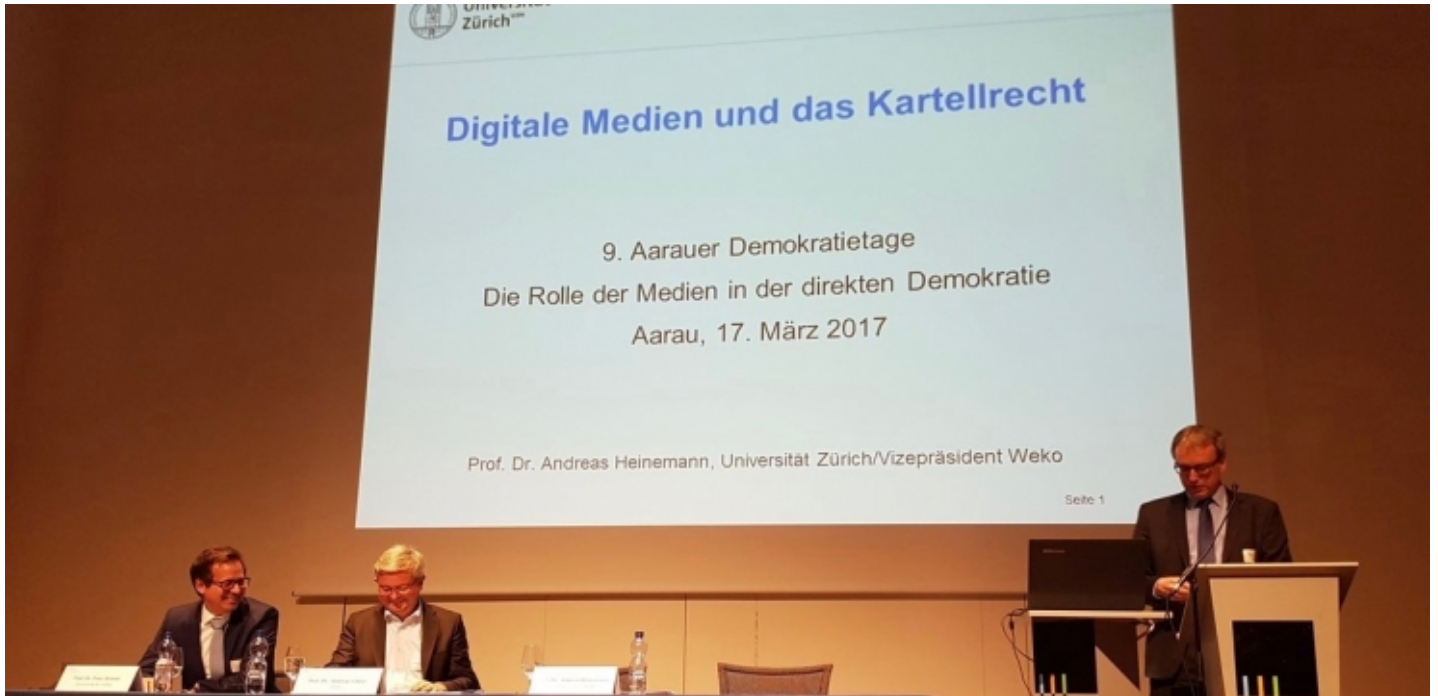 Zürich
Digitale Medien und das Kartellrecht
9. Aarauer Demokratietage
Die Rolle der Medien in der direkten Demokratie
Aarau, 17. März 2017
Prof. Dr. Andreas Heinemann, Universität Zürich/Vizepräsident Weko
Seite 1